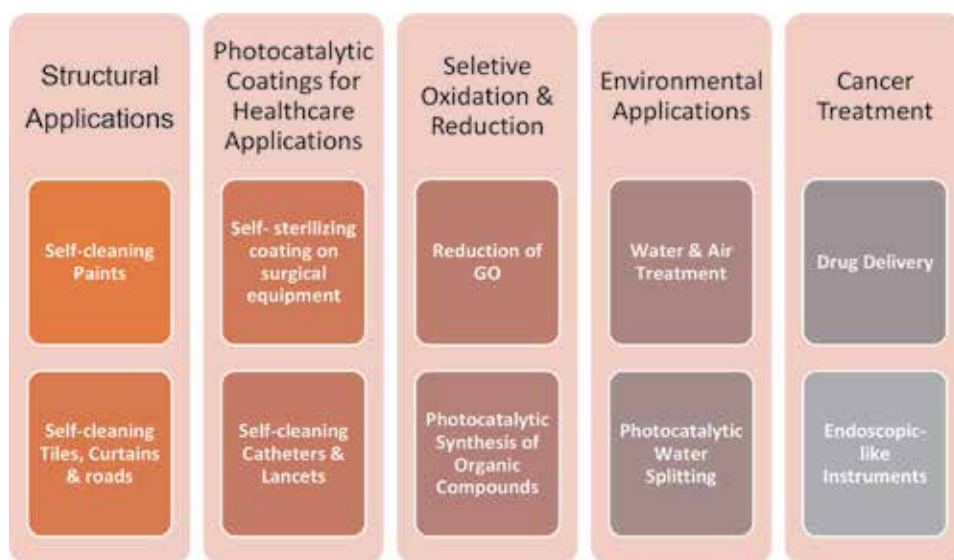 Structural
Applications
Self-cleaning
Paints
Self-cleaning
Tiles, Curtains
& roads
Photocatalytic
Coatings for
Healthcare
Applications
Self- sterilizing
coating on
surgical
equipment
Self-cleaning
Catheters &
Lancets
Seletive
Oxidation &
Reduction
Reduction of
GO
Photocatalytic
Synthesis of
Organic
Compounds
Environmental
Applications
Water & Air
Treatment
Photocatalytic
Water
Splitting
Cancer
Treatment
Drug Delivery
Endoscopic-
like
Instruments